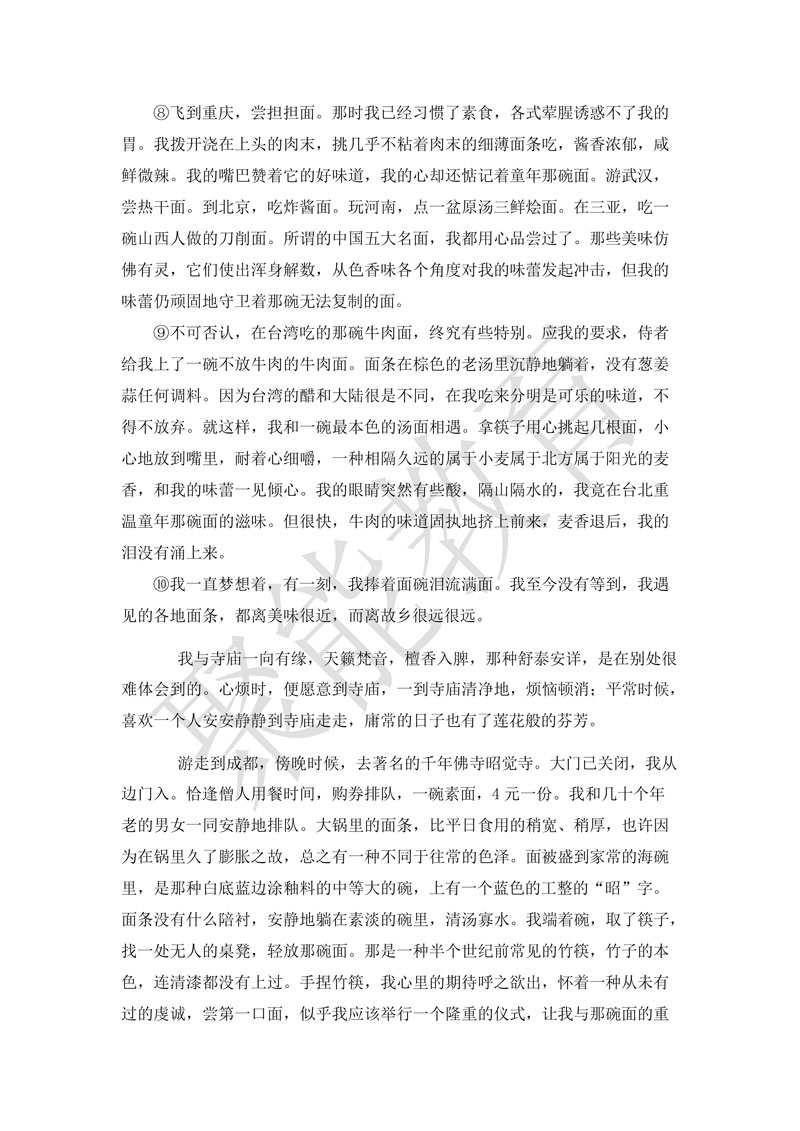 ⑧飞到重庆，尝担担面。那时我已经习惯了素食，各式荤腥诱惑不了我的
胃。我拨开浇在上头的肉末，挑几乎不粘着肉末的细薄面条吃，酱香浓郁，咸
鲜微辣。我的嘴巴赞着它的好味道，我的心却还惦记着童年那碗面。游武汉，
尝热干面。到北京，吃炸酱面。玩河南，点一盆原汤三鲜烩面。在三亚，吃一
碗山西人做的刀削面。所谓的中国五大名面，我都用心品尝过了。那些美味仿
佛有灵，它们使出浑身解数，从色香味各个角度对我的味蕾发起冲击，但我的
味蕾仍顽固地守卫着那碗无法复制的面。
⑨不可否认，在台湾吃的那碗牛肉面，终究有些特别。应我的要求，侍者
给我上了一碗不放牛肉的牛肉面。面条在棕色的老汤里沉静地躺着，没有葱姜
蒜任何调料。因为台湾的醋和大陆很是不同，在我吃来分明是可乐的味道，不
得不放弃。就这样，我和一碗最本色的汤面相遇。拿筷子用心挑起几根面，小
心地放到嘴里，耐着心细嚼，一种相隔久远的属于小麦属于北方属于阳光的麦
香，和我的味蕾一见倾心。我的眼睛突然有些酸，隔山隔水的，我竟在台北重
温童年那碗面的滋味。但很快，牛肉的味道固执地挤上前来，麦香退后，我的
泪没有涌上来。
⑩我一直梦想着，有一刻，我捧着面碗泪流满面。我至今没有等到，我遇
见的各地面条，都离美味很近，而离故乡很远很远。
我与寺庙一向有缘，天籁梵音，檀香入脾，那种舒泰安详，是在别处很
难体会到的。心烦时，便愿意到寺庙，一到寺庙清净地，烦恼顿消；平常时候，
喜欢一个人安安静静到寺庙走走，庸常的日子也有了莲花般的芬芳。
游走到成都，傍晚时候，去著名的千年佛寺昭觉寺。大门已关闭，我从
边门入。恰逢僧人用餐时间，购券排队，一碗素面，4 元一份。我和几十个年
老的男女一同安静地排队。大锅里的面条，比平日食用的稍宽、稍厚，也许因
为在锅里久了膨胀之故，总之有一种不同于往常的色泽。面被盛到家常的海碗
里，是那种白底蓝边涂釉料的中等大的碗，上有一个蓝色的工整的“昭”字。
面条没有什么陪衬，安静地躺在素淡的碗里，清汤寡水。我端着碗，取了筷子，
找一处无人的桌凳，轻放那碗面。那是一种半个世纪前常见的竹筷，竹子的本
色，连清漆都没有上过。手捏竹筷，我心里的期待呼之欲出，怀着一种从未有
过的虔诚，尝第一口面，似乎我应该举行一个隆重的仪式，让我与那碗面的重
聚能教育